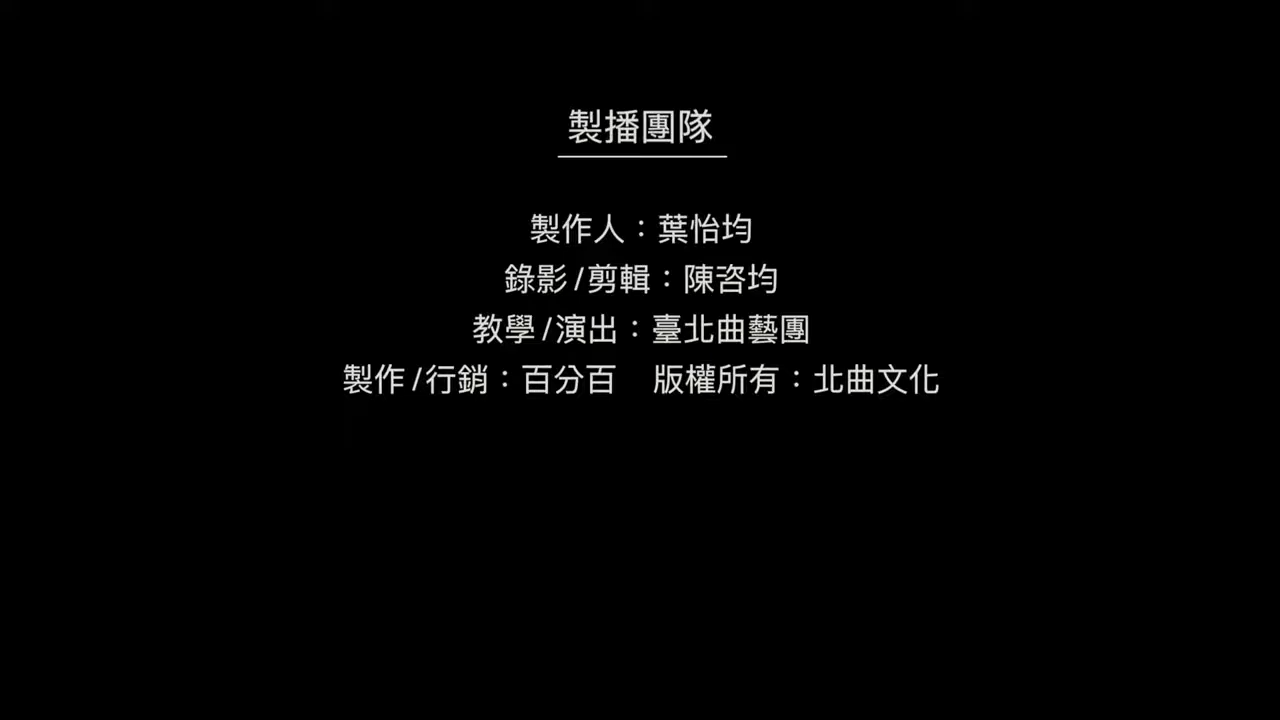 製播團隊
製作人：葉怡均
錄影/剪輯：陳咨均
教學/演出：臺北曲藝團
製作/行銷：百分百　版權所有：北曲文化